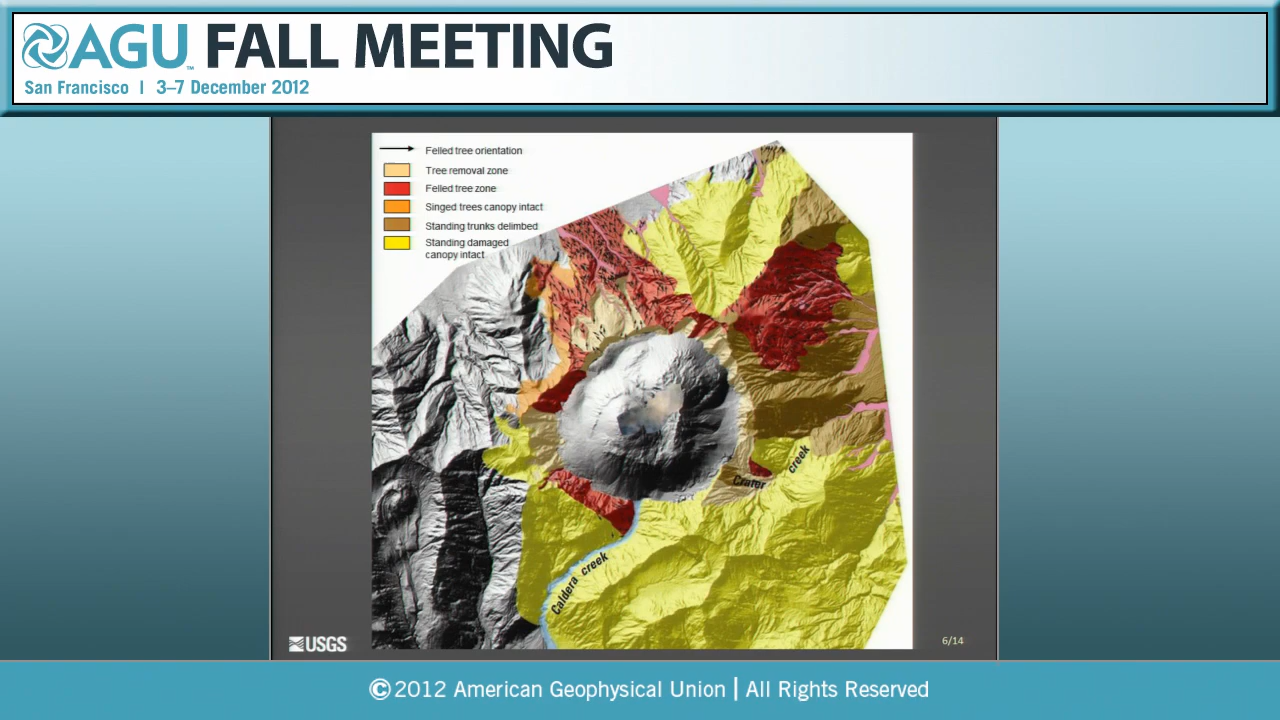 AGU™ FALL MEETING
San Francisco | 3–7 December 2012
Felled tree orientation
Tree removal zone
Felled tree zone
Singed trees canopy intact
Standing trunks delimbed
Standing damaged
canopy intact
Crater creek
Caldera creek
USGS
6/14
©2012 American Geophysical Union | All Rights Reserved